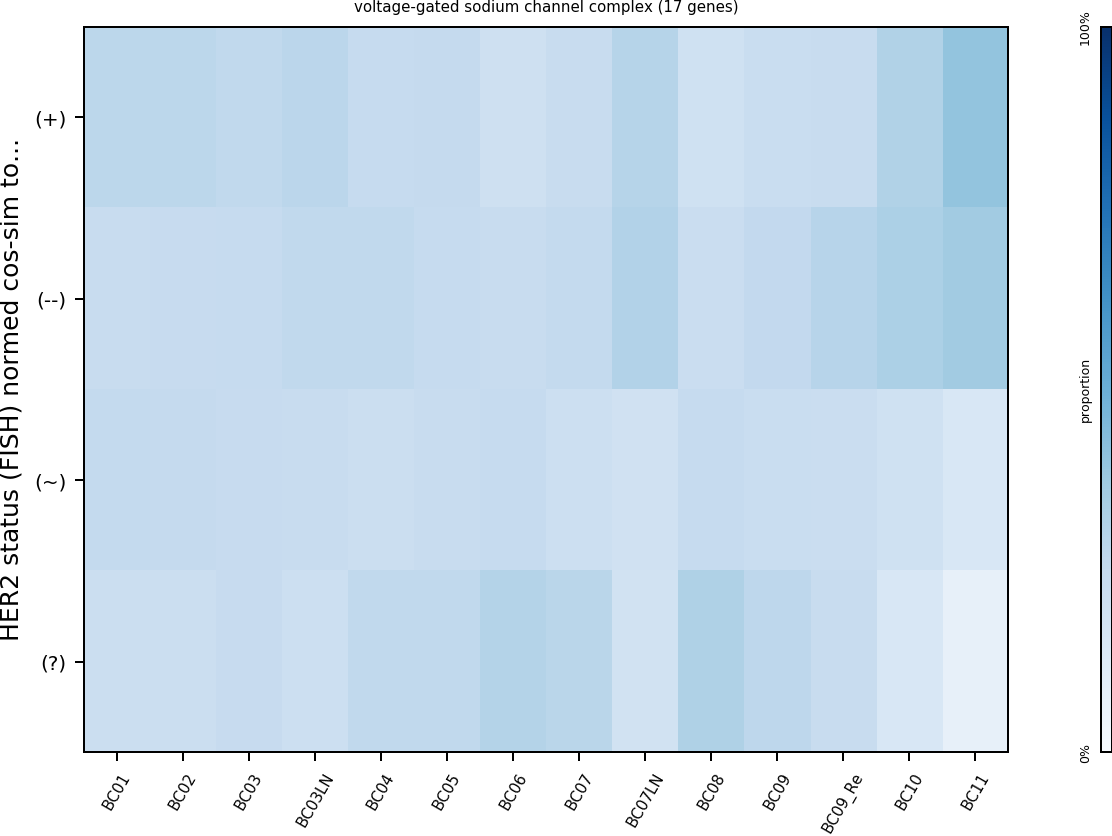 voltage-gated sodium channel complex (17 genes)
HER2 status (FISH) normed cos-sim to...
(+)
(--)
(~)
(?)
BC01
BC02
BC03
BC03LN
BC04
BC05
BC06
BC07
BC07LN
BC08
BC09
BC09_Re
BC10
BC11
100%
proportion
0%